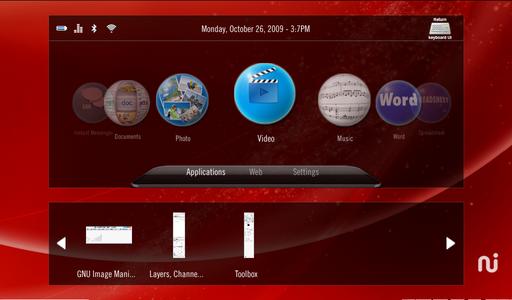 Return
Monday, October 26, 2009 - 3:7PM
keyboard UI
doc
Word
Instant Messenger
Documents
Photo
Video
Music
Word
Spreadsheet
Applications
Web
Settings
GNU Image Mani...
Layers, Channe...
Toolbox